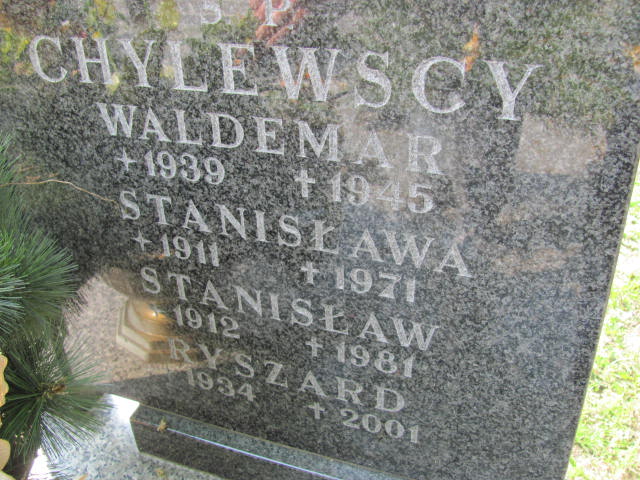 S P
CHYLEWSCY
WALDEMAR
+1939 +1945
STANISŁAWA
+1911 +1971
STANISŁAW
1912 +1981
RYSZARD
1934 +2001